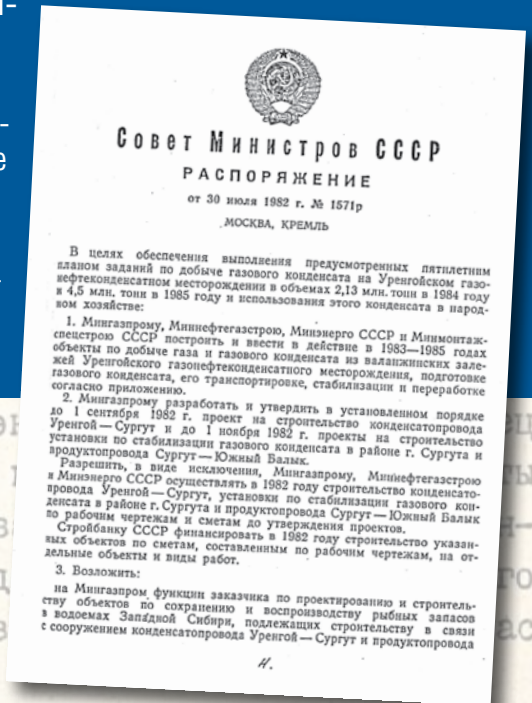 Совет Министров СССР
РАСПОРЯЖЕНИЕ
от 30 июля 1982 г. № 1571р
МОСКВА, КРЕМЛЬ
В целях обеспечения выполнения предусмотренных пятилетним
планом заданий по добыче газового конденсата на Уренгойском газо-
нефтеконденсатном месторождении в объемах 2,13 млн. тонн в 1984 году
и 4,5 млн. тонн в 1985 году и использования этого конденсата в народ-
ном хозяйстве:
1. Мингазпрому, Миннефтегазстрою, Минэнерго СССР и Минмонтаж-
спецстрою СССР построить и ввести в действие в 1983—1985 годах
объекты по добыче газа и газового конденсата из валанжинских зале-
жей Уренгойского газонефтеконденсатного месторождения, подготовке
газового конденсата, его транспортировке, стабилизации и переработке
согласно приложению.
2. Мингазпрому разработать и утвердить в установленном порядке
до 1 сентября 1982 г. проект на строительство конденсатопровода
Уренгой — Сургут и до 1 ноября 1982 г. проекты на строительство
установки по стабилизации газового конденсата в районе г. Сургута и
продуктопровода Сургут — Южный Балык.
Разрешить, в виде исключения, Мингазпрому, Миннефтегазстрою
и Минэнерго СССР осуществлять в 1982 году строительство конденсато-
провода Уренгой — Сургут, установки по стабилизации газового кон-
денсата в районе г. Сургута и продуктопровода Сургут — Южный Балык
по рабочим чертежам и сметам до утверждения проектов.
Стройбанку СССР финансировать в 1982 году строительство указан-
ных объектов по сметам, составленным по рабочим чертежам, на от-
дельные объекты и виды работ.
3. Возложить:
на Мингазпром функции заказчика по проектированию и строитель-
ству объектов по сохранению и воспроизводству рыбных запасов
в водоемах Западной Сибири, подлежащих строительству в связи
с сооружением конденсатопровода Уренгой — Сургут и продуктопровода